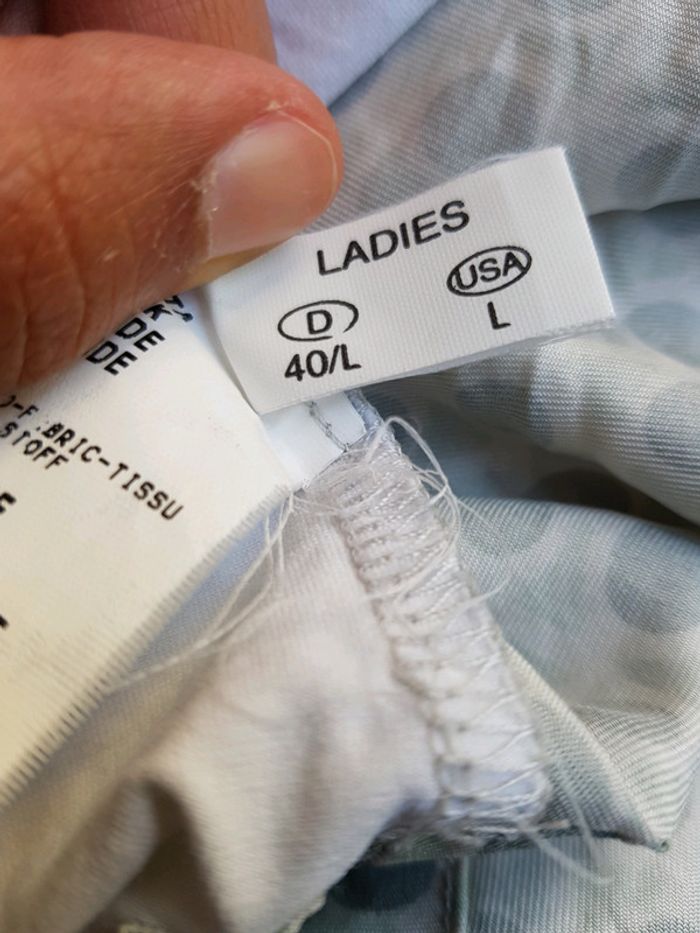 LADIES
D
USA
40/L
L
DE
DE
BRIC-TISSU
STOFF